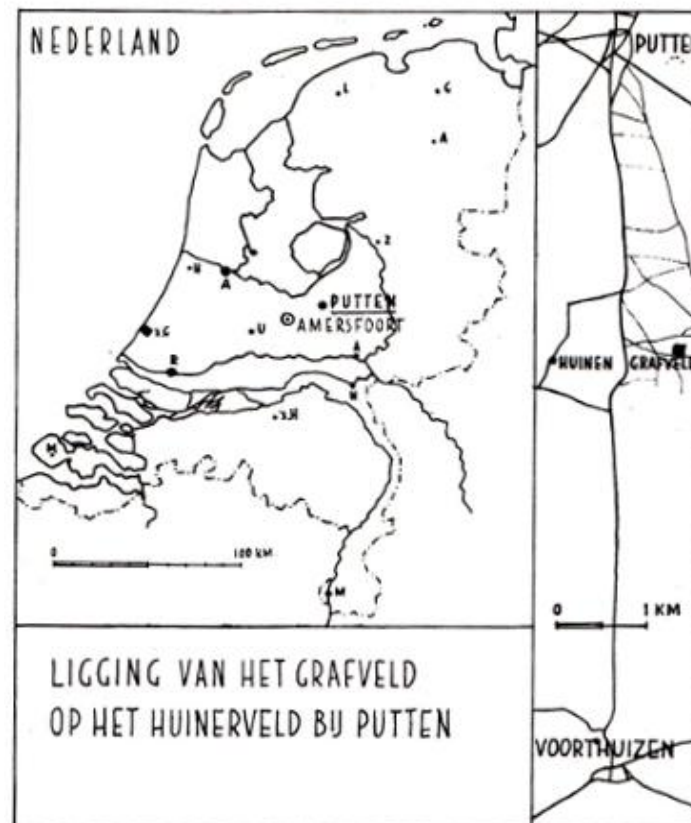 NEDERLAND
L
G
A
Z
H
A
PUTTEN
AMERSFOORT
's.G
U
R
A
N
's.H
M
0 100 KM
M
LIGGING VAN HET GRAFVELD
OP HET HUINERVELD BIJ PUTTEN
PUTTEN
HUINEN GRAFVELD
0 1 KM
VOORTHUIZEN